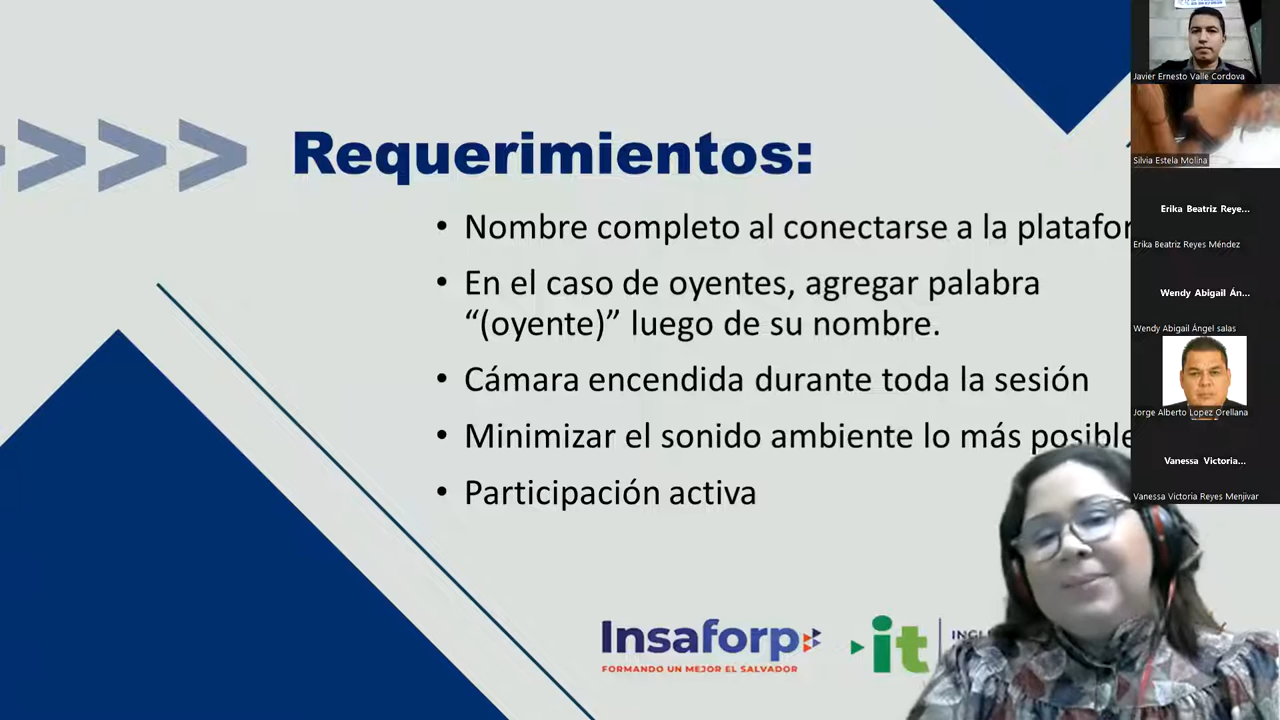 Requerimientos:
• Nombre completo al conectarse a la platafor
• En el caso de oyentes, agregar palabra
“(oyente)” luego de su nombre.
• Cámara encendida durante toda la sesión
• Minimizar el sonido ambiente lo más posible
• Participación activa
Insaforp
FORMANDO UN MEJOR EL SALVADOR
it
Javier Ernesto Valle Cordova
Silvia Estela Molina
Erika Beatriz Reye...
Erika Beatriz Reyes Méndez
Wendy Abigail Án...
Wendy Abigail Ángel salas
Jorge Alberto Lopez Orellana
Vanessa Victoria...
Vanessa Victoria Reyes Menjivar